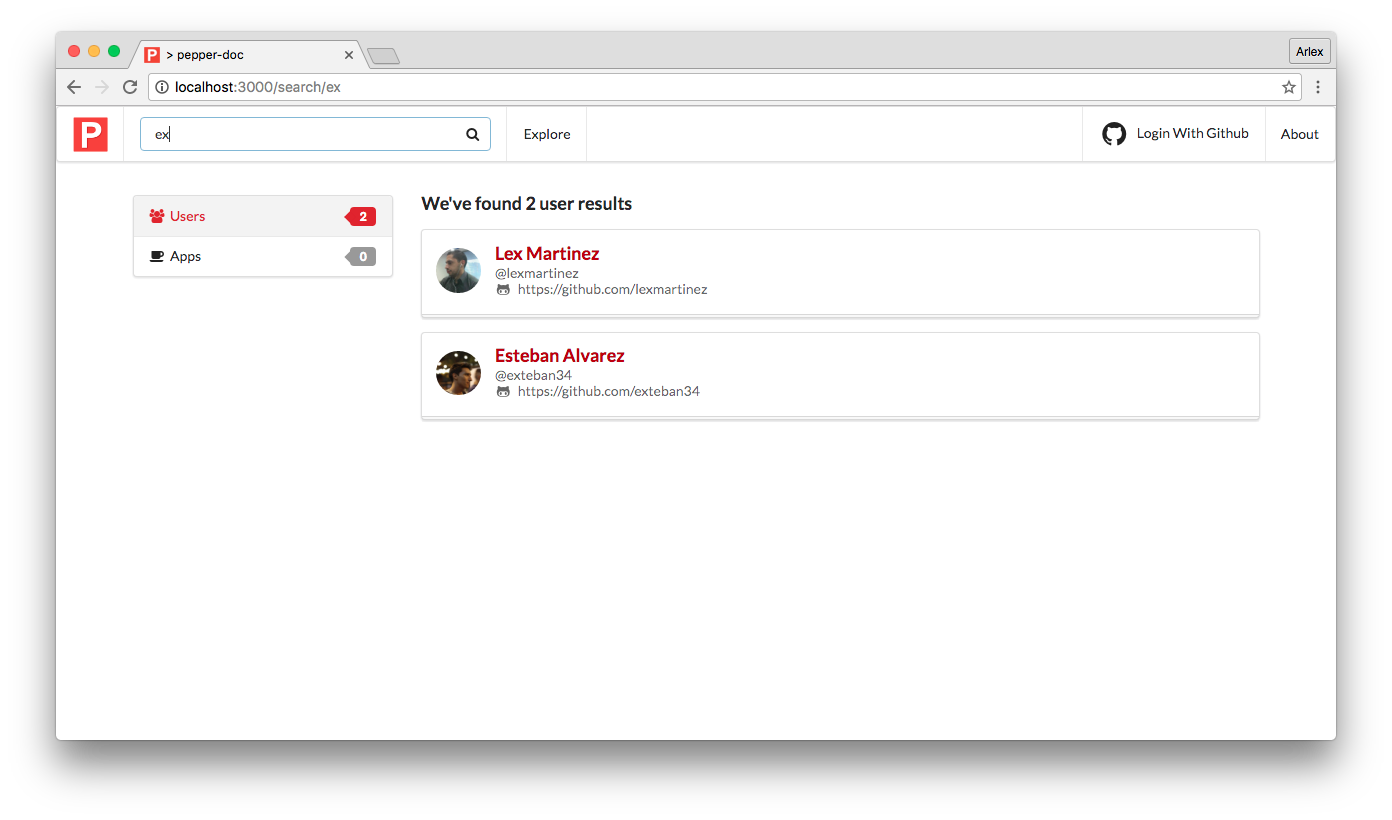 P > pepper-doc
Arlex
localhost:3000/search/ex
P
ex
Explore
Login With Github
About
Users 2
Apps 0
We've found 2 user results
Lex Martinez
@lexmartinez
https://github.com/lexmartinez
Esteban Alvarez
@exteban34
https://github.com/exteban34